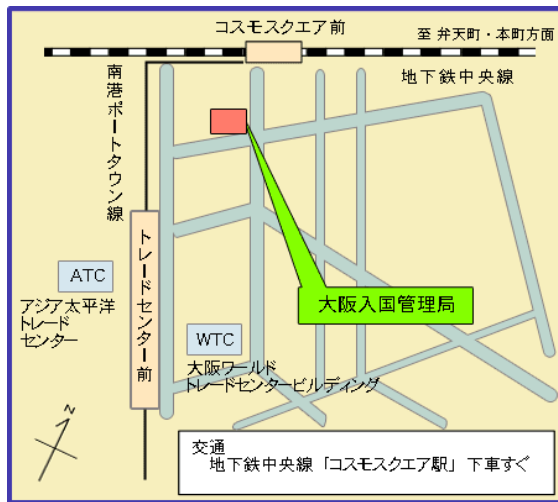 コスモスクエア前
至 弁天町・本町方面
地下鉄中央線
南港ポートタウン線
トレードセンター前
ATC
アジア太平洋
トレード
センター
大阪入国管理局
WTC
大阪ワールド
トレードセンタービルディング
N
交通
地下鉄中央線「コスモスクエア駅」下車すぐ